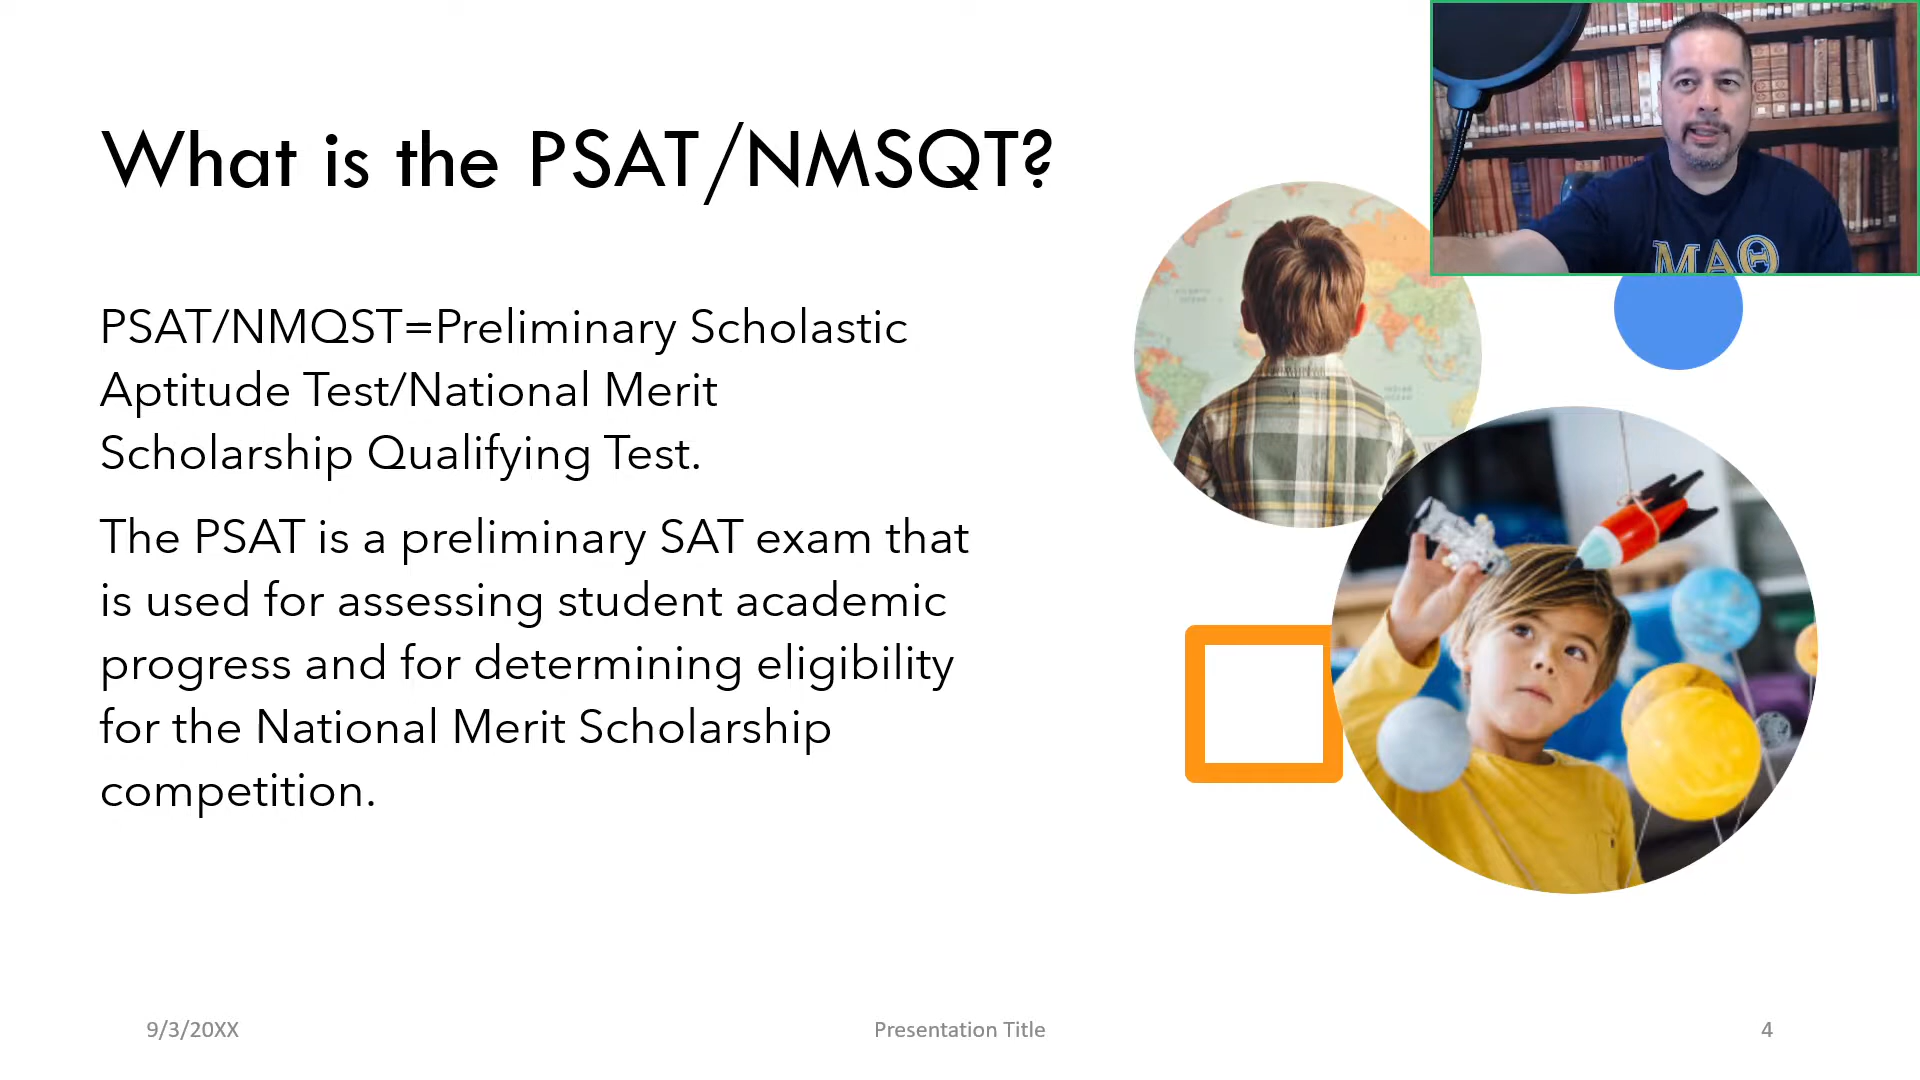 What is the PSAT/NMSQT?
PSAT/NMQST=Preliminary Scholastic
Aptitude Test/National Merit
Scholarship Qualifying Test.
The PSAT is a preliminary SAT exam that
is used for assessing student academic
progress and for determining eligibility
for the National Merit Scholarship
competition.
ΜΑΘ
9/3/20XX
Presentation Title
4